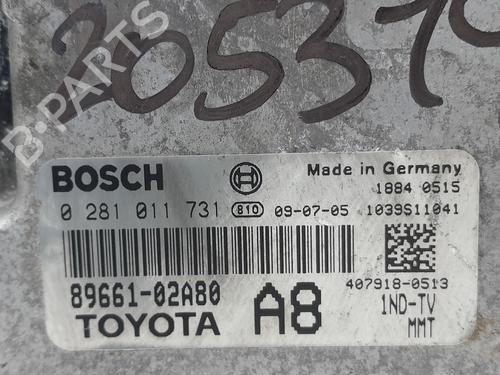 205370
B-PARTS
BOSCH
Made in Germany
1884 0515
0 281 011 731 810 09-07-05 1039S11041
89661-02A80
407918-0513
TOYOTA
A8
1ND-TV
MMT